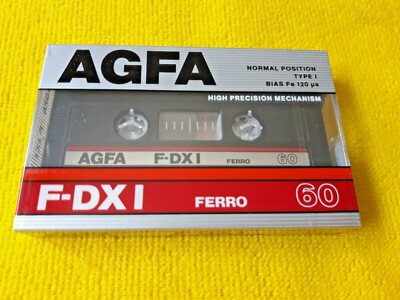 AGFA
NORMAL POSITION
TYPE I
BIAS Fe 120 µs
HIGH PRECISION MECHANISM
AGFA F-DX I FERRO 60
F-DX I FERRO 60